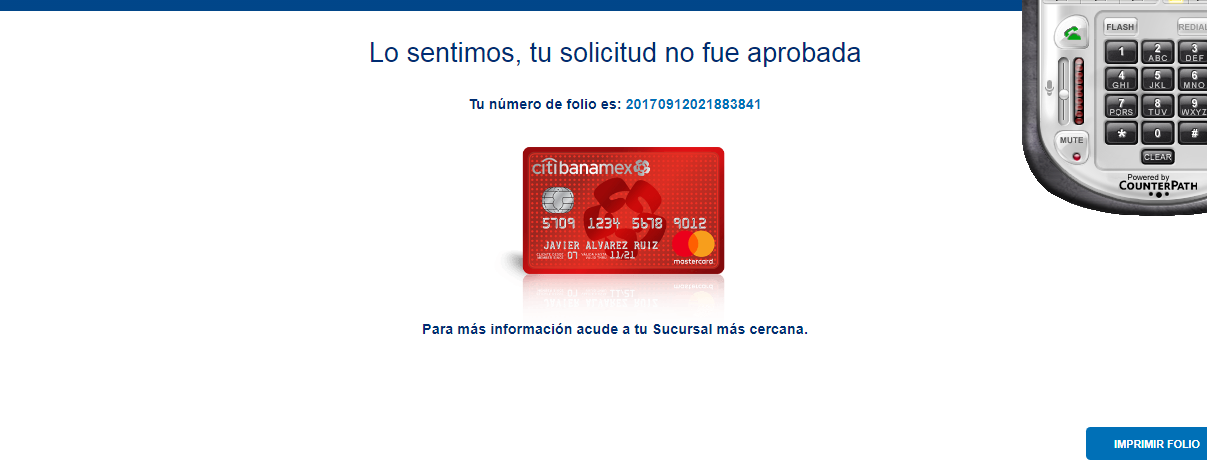 Lo sentimos, tu solicitud no fue aprobada
Tu número de folio es: 20170912021883841
citibanamex
5709 1234 5678 9012
JAVIER ALVAREZ RUIZ
07 11/21
mastercard
Para más información acude a tu Sucursal más cercana.
IMPRIMIR FOLIO
FLASH REDIAL
1 2 3
ABC DEF
4 5 6
GHI JKL MNO
7 8 9
PQRS TUV WXYZ
* 0 #
MUTE
CLEAR
Powered by
COUNTERPATH